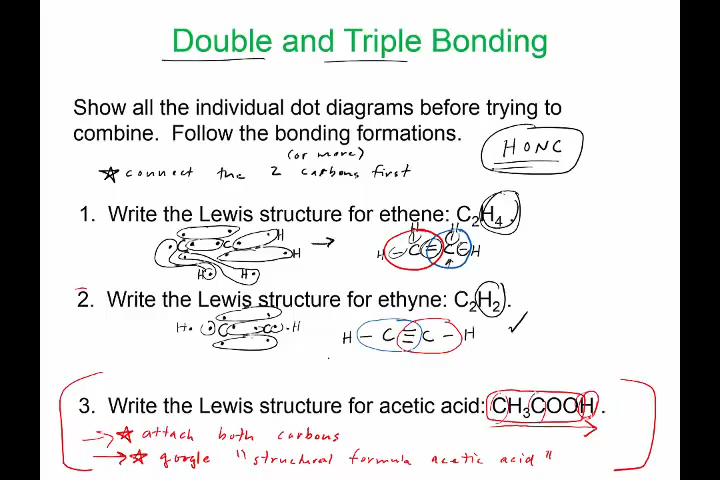 Double and Triple Bonding
Show all the individual dot diagrams before trying to
combine. Follow the bonding formations.
HONC
(or more)
★ connect the 2 carbons first
1. Write the Lewis structure for ethene: C₂H₄.
H H
H C C H → H – C = C – H
H H
2. Write the Lewis structure for ethyne: C₂H₂.
H · C C · H H – C ≡ C – H ✓
3. Write the Lewis structure for acetic acid: CH₃COOH.
→ ★ attach both carbons
→ ★ google "structural formula acetic acid"